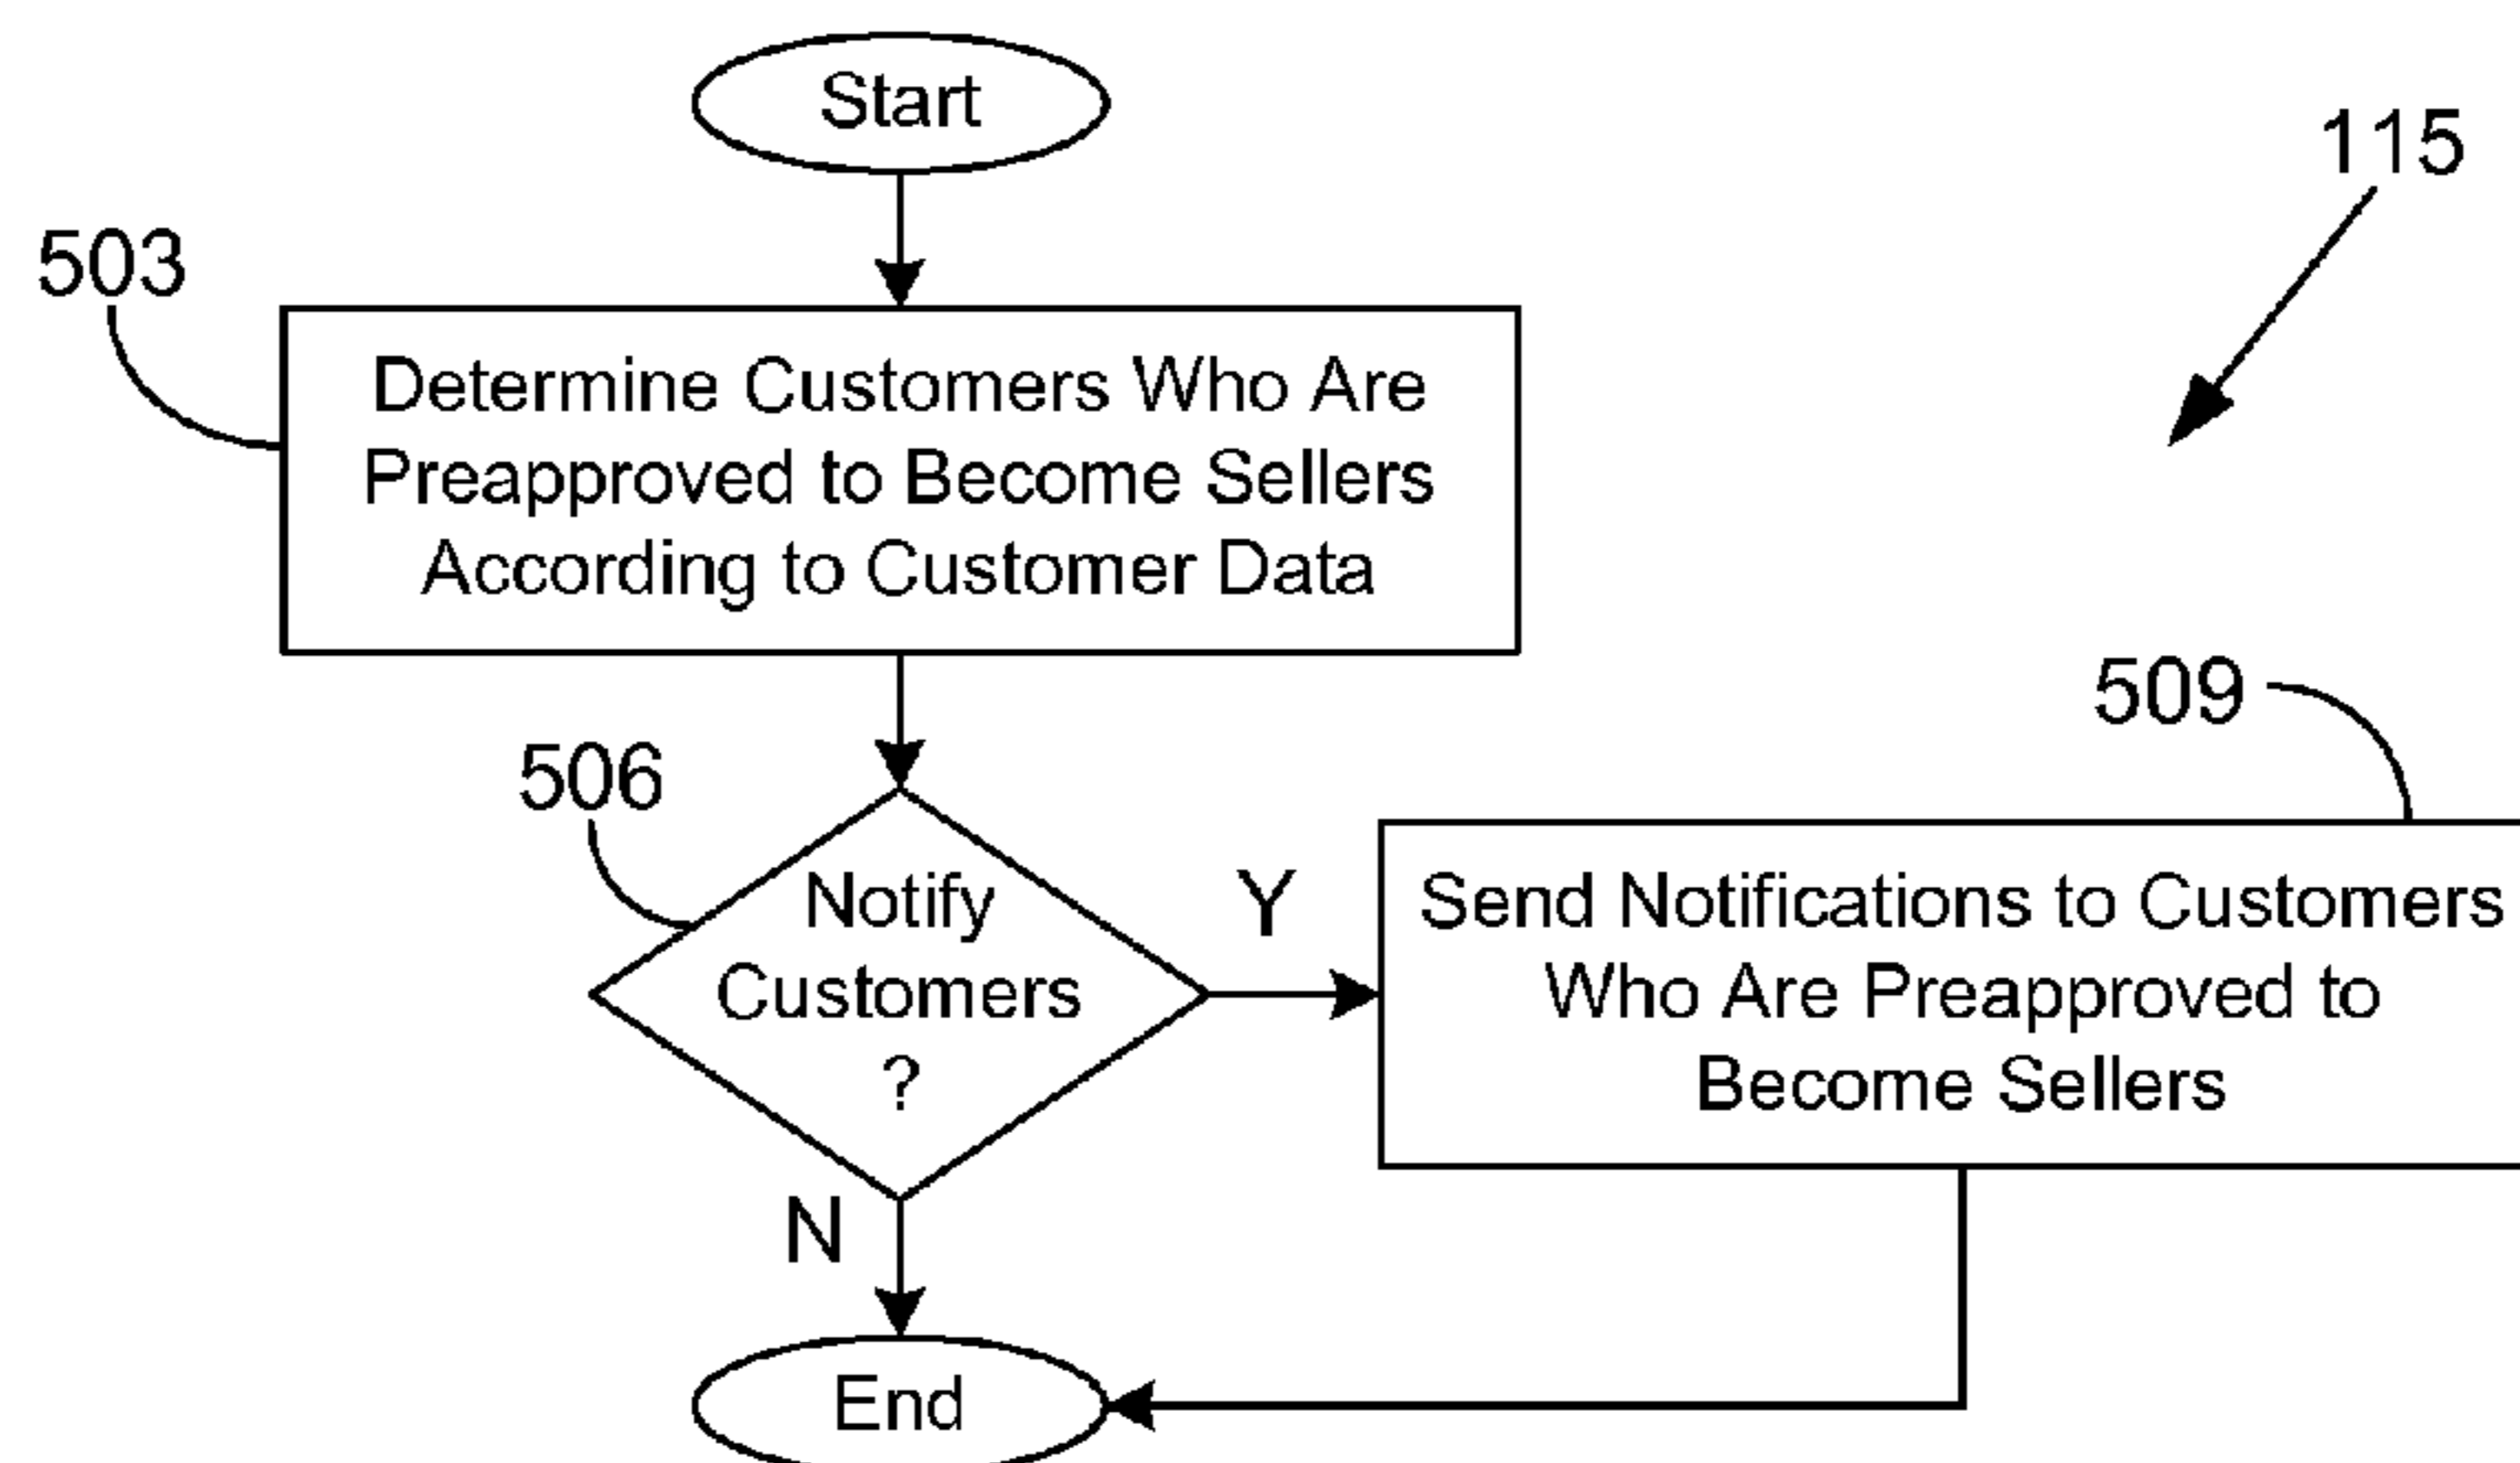 Start
115
503
Determine Customers Who Are
Preapproved to Become Sellers
According to Customer Data
509
506
Notify
Customers
?
Y
Send Notifications to Customers
Who Are Preapproved to
Become Sellers
N
End